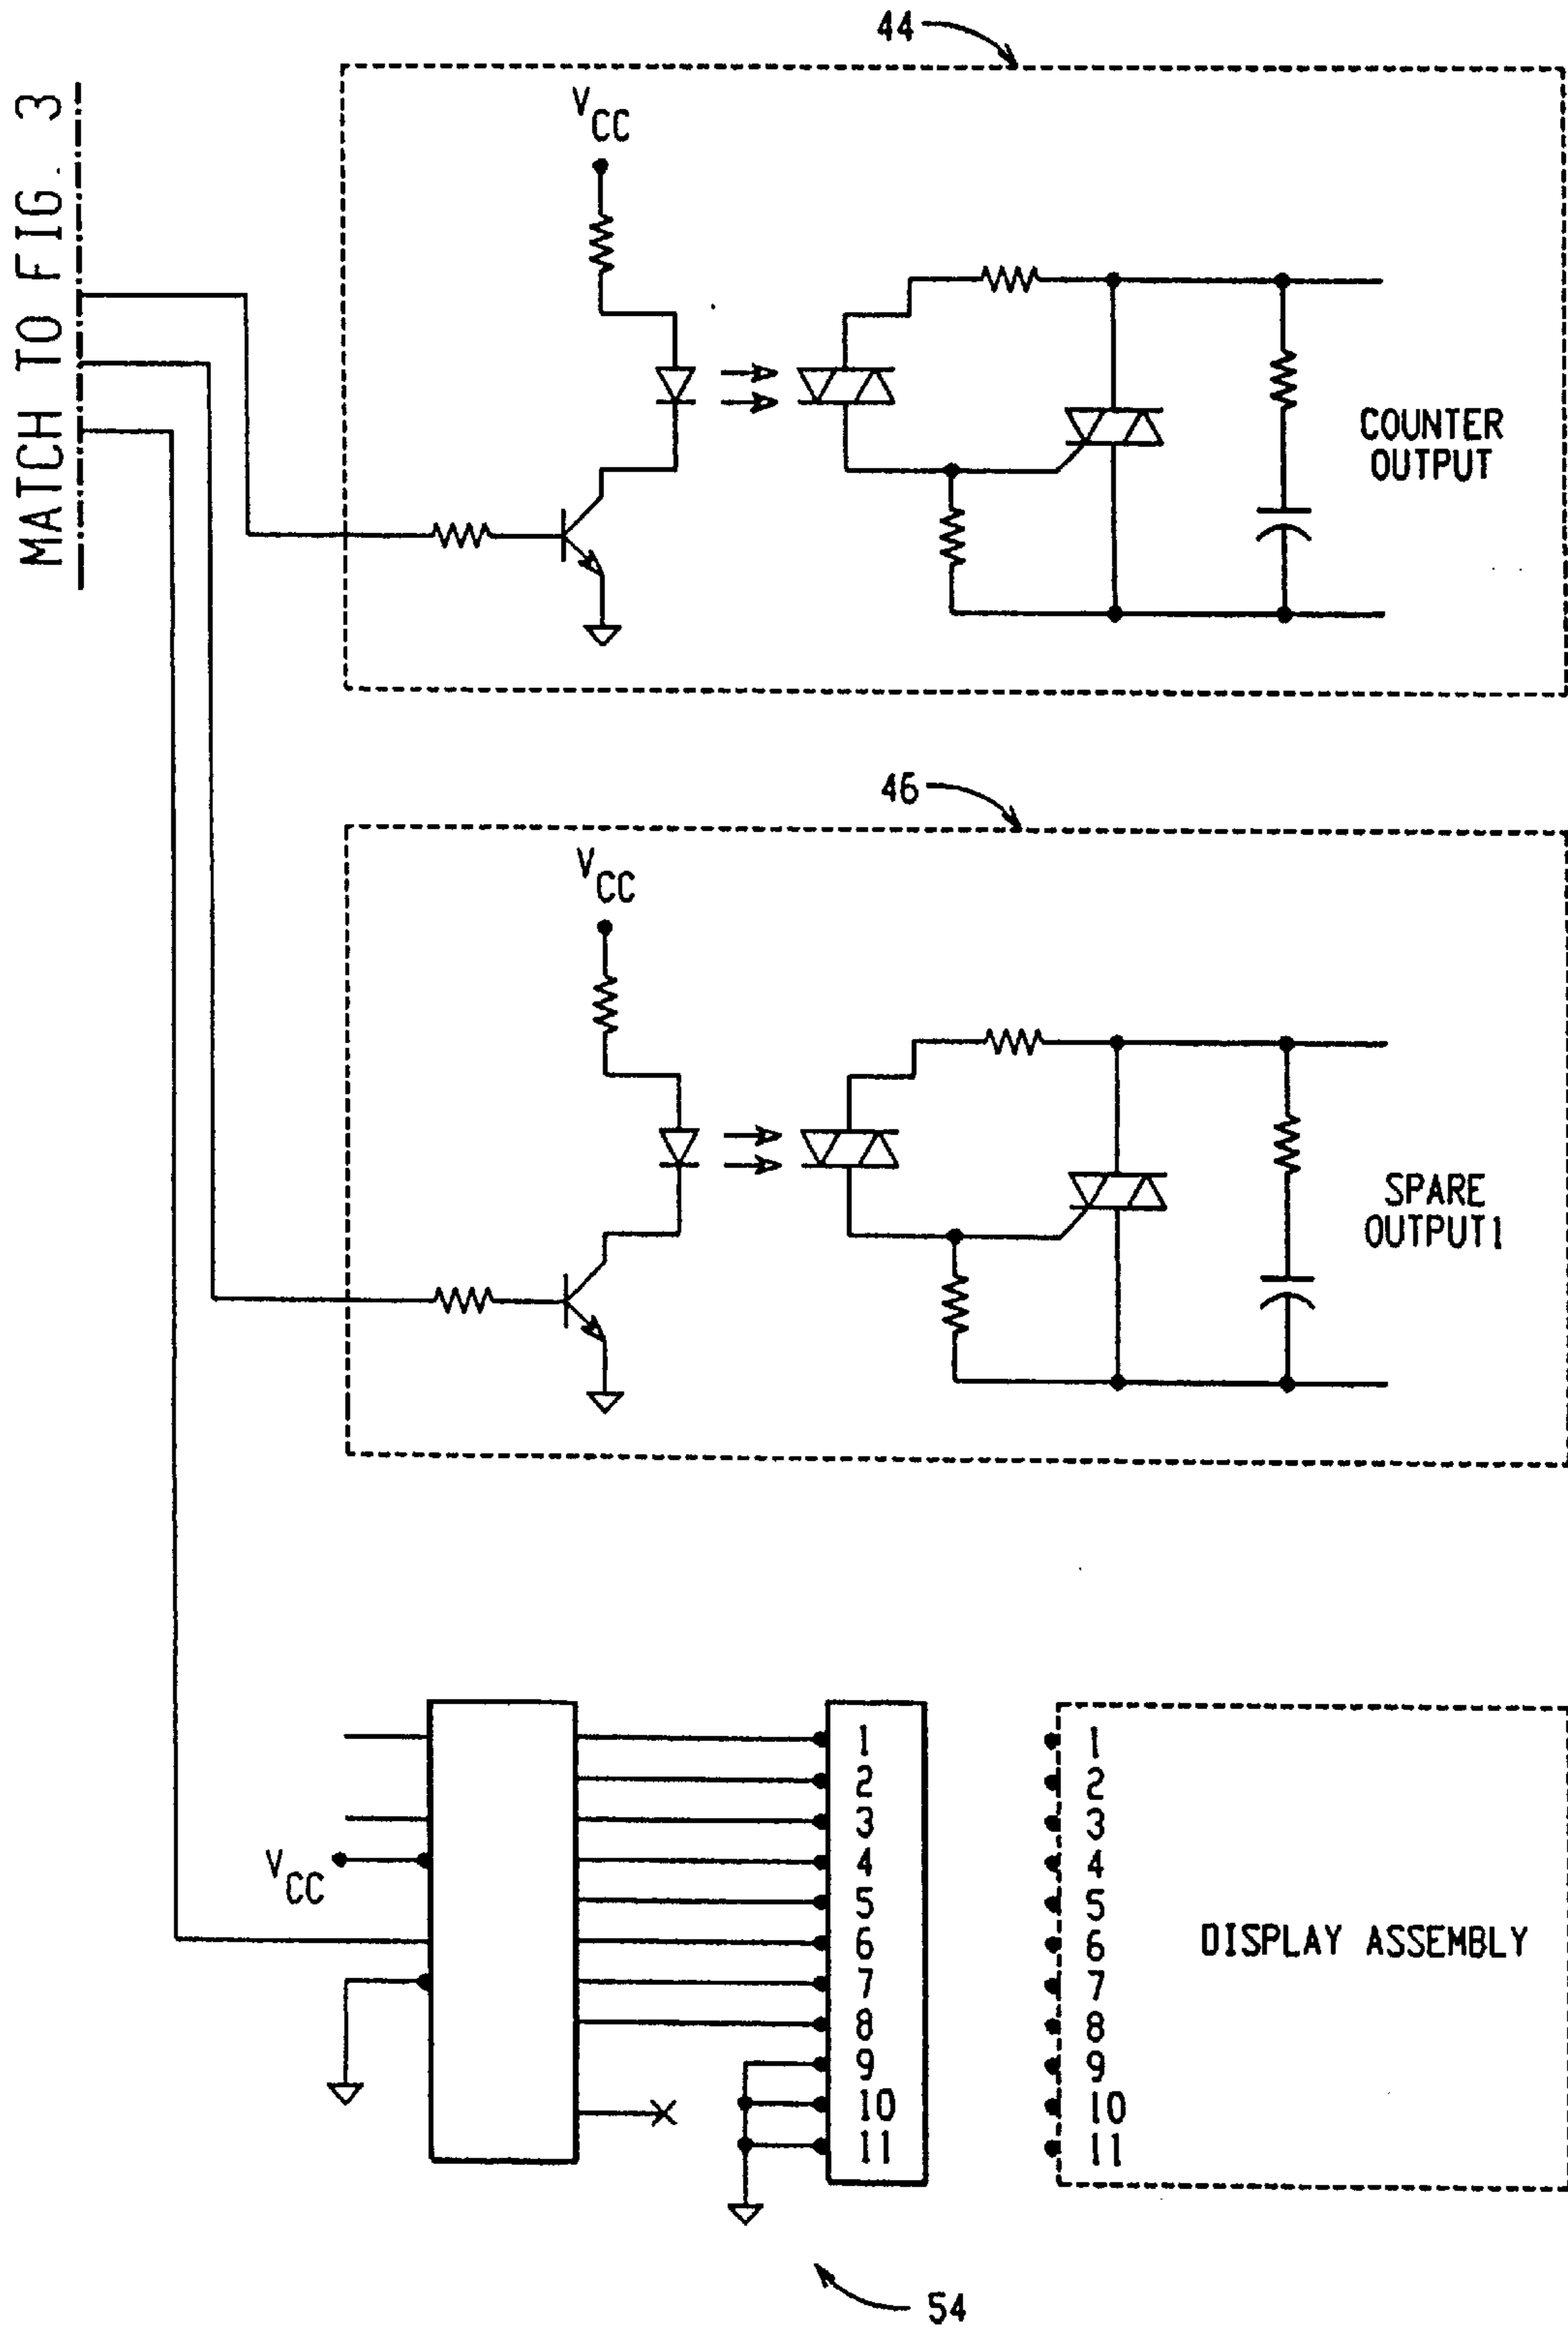 MATCH TO FIG. 3
44
VCC
COUNTER
OUTPUT
46
VCC
SPARE
OUTPUT1
VCC
1
2
3
4
5
6
7
8
9
10
11
1
2
3
4
5
6
7
8
9
10
11
DISPLAY ASSEMBLY
54